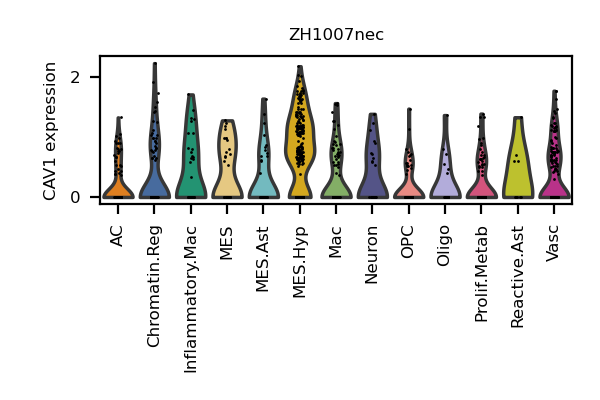 ZH1007nec
CAV1 expression
2
0
AC
Chromatin.Reg
Inflammatory.Mac
MES
MES.Ast
MES.Hyp
Mac
Neuron
OPC
Oligo
Prolif.Metab
Reactive.Ast
Vasc